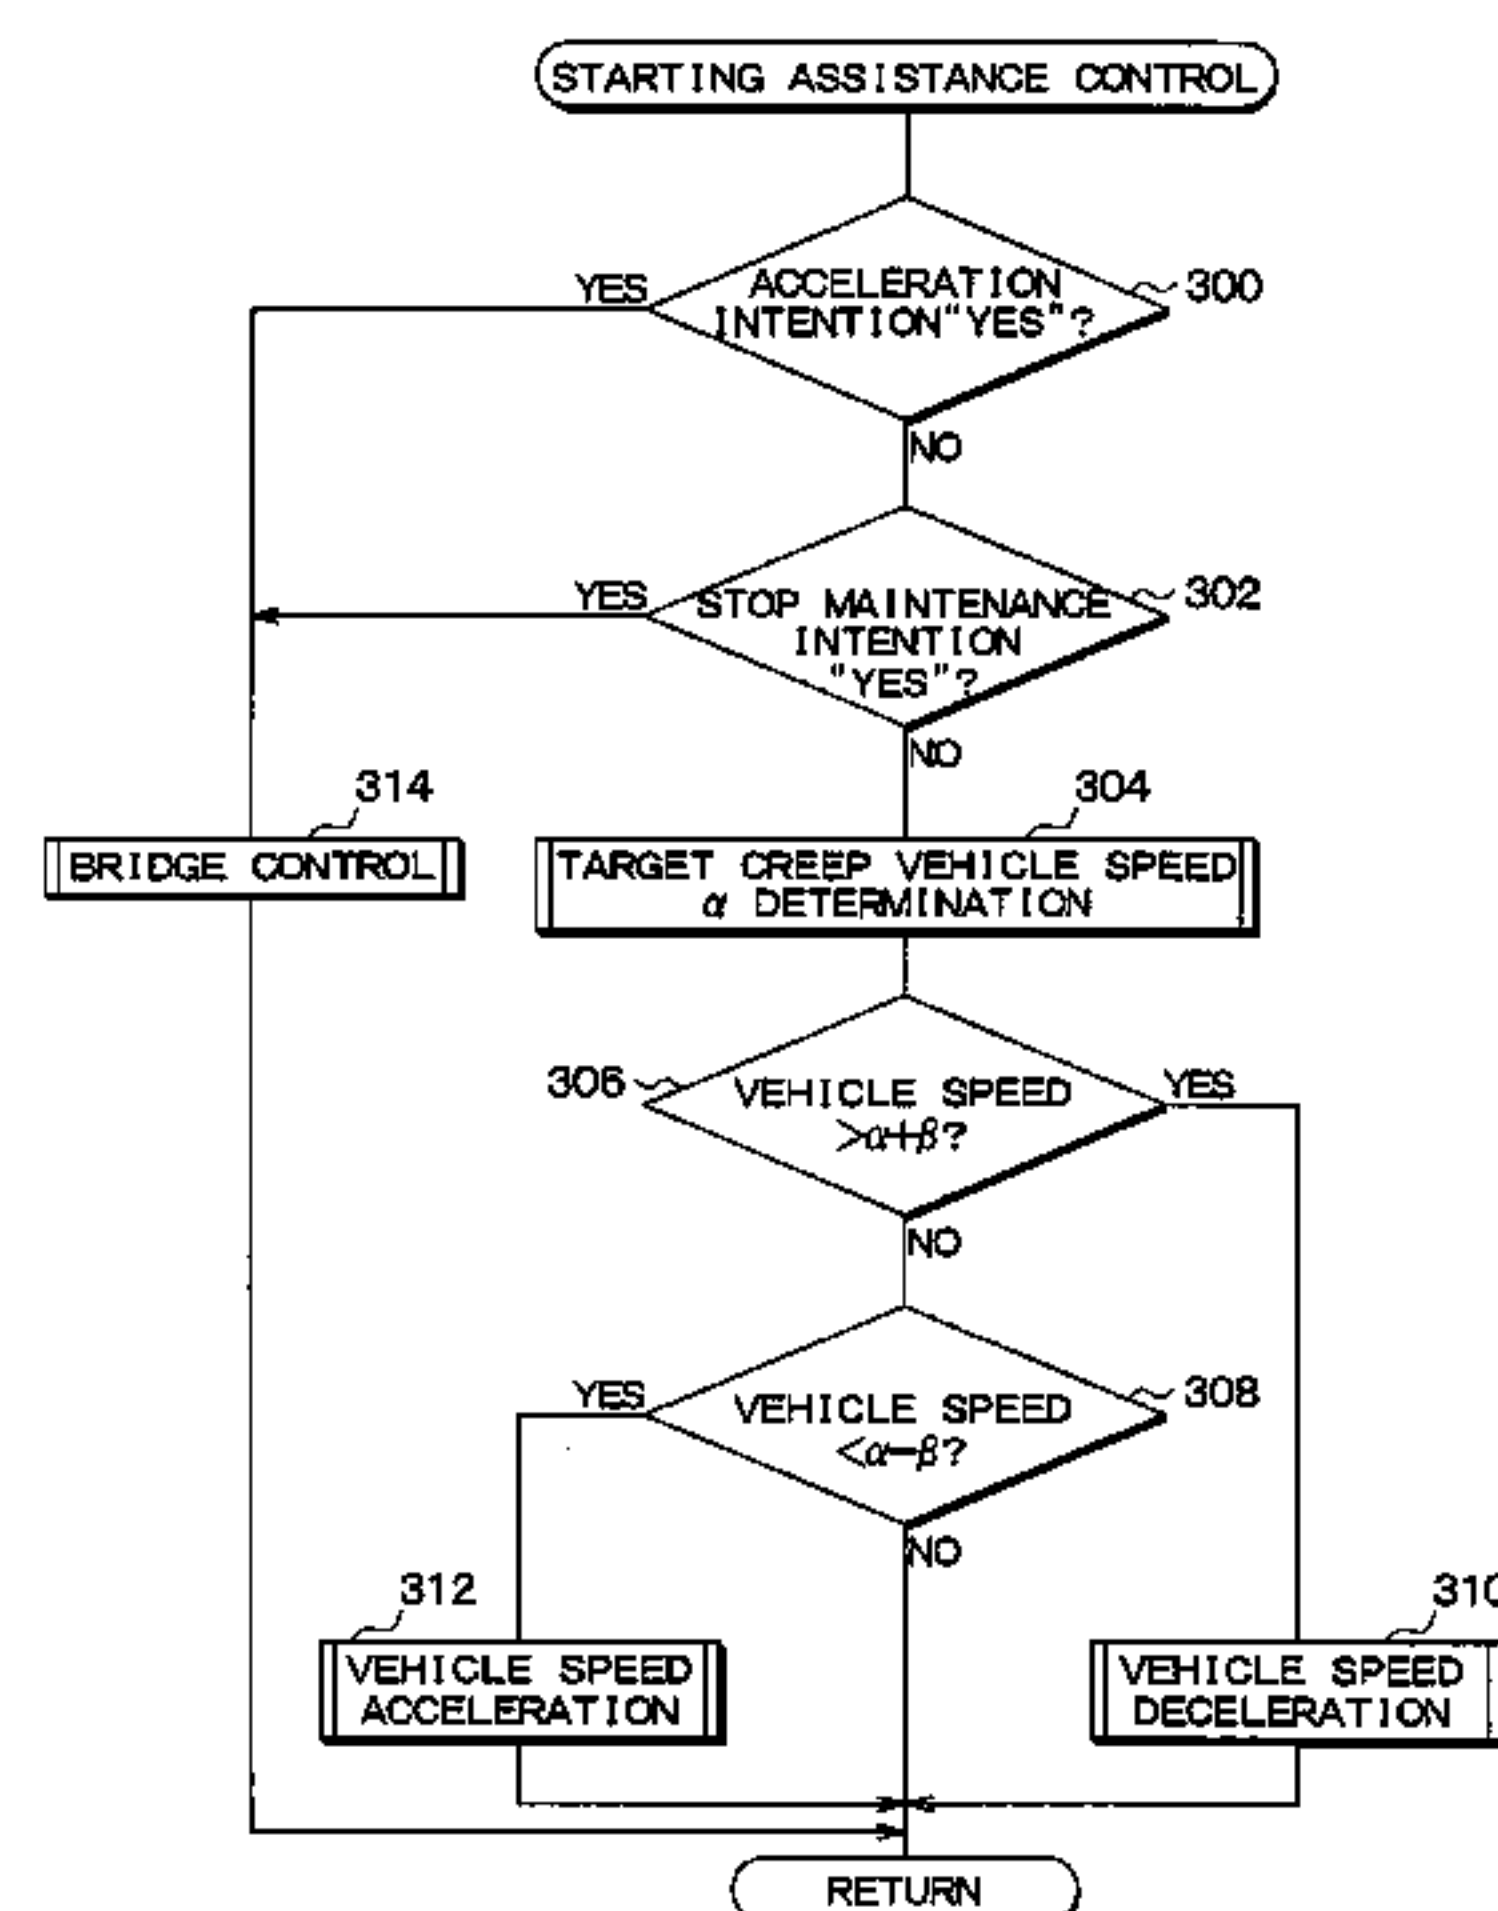 STARTING ASSISTANCE CONTROL
YES
ACCELERATION
INTENTION"YES"?
300
NO
YES
STOP MAINTENANCE
INTENTION
"YES"?
302
NO
314
BRIDGE CONTROL
304
TARGET CREEP VEHICLE SPEED
α DETERMINATION
306
VEHICLE SPEED
>α+β?
YES
NO
YES
VEHICLE SPEED
<α-β?
308
NO
312
VEHICLE SPEED
ACCELERATION
310
VEHICLE SPEED
DECELERATION
RETURN